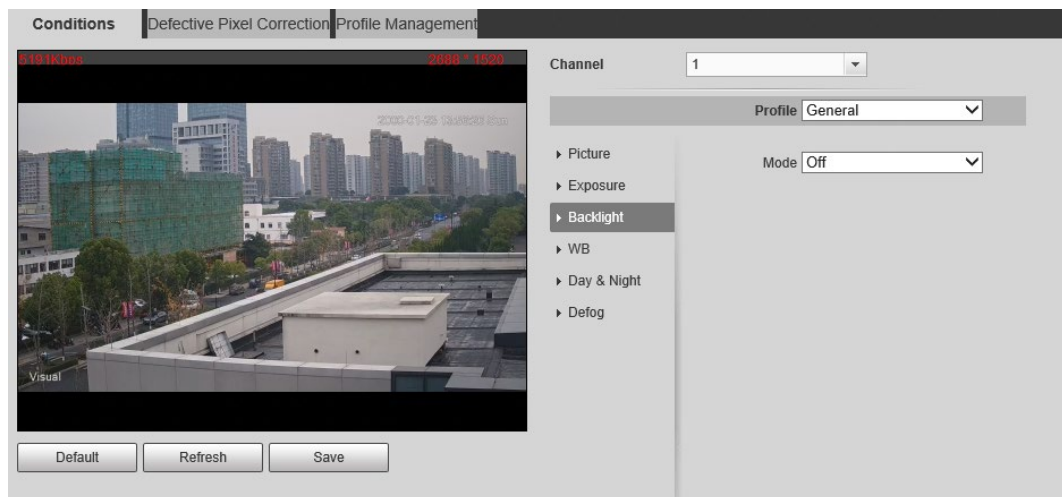 Conditions
Defective Pixel Correction
Profile Management
5191Kbps
2688 * 1520
Visual
Default
Refresh
Save
Channel
1
Profile
General
Picture
Exposure
Backlight
WB
Day & Night
Defog
Mode
Off